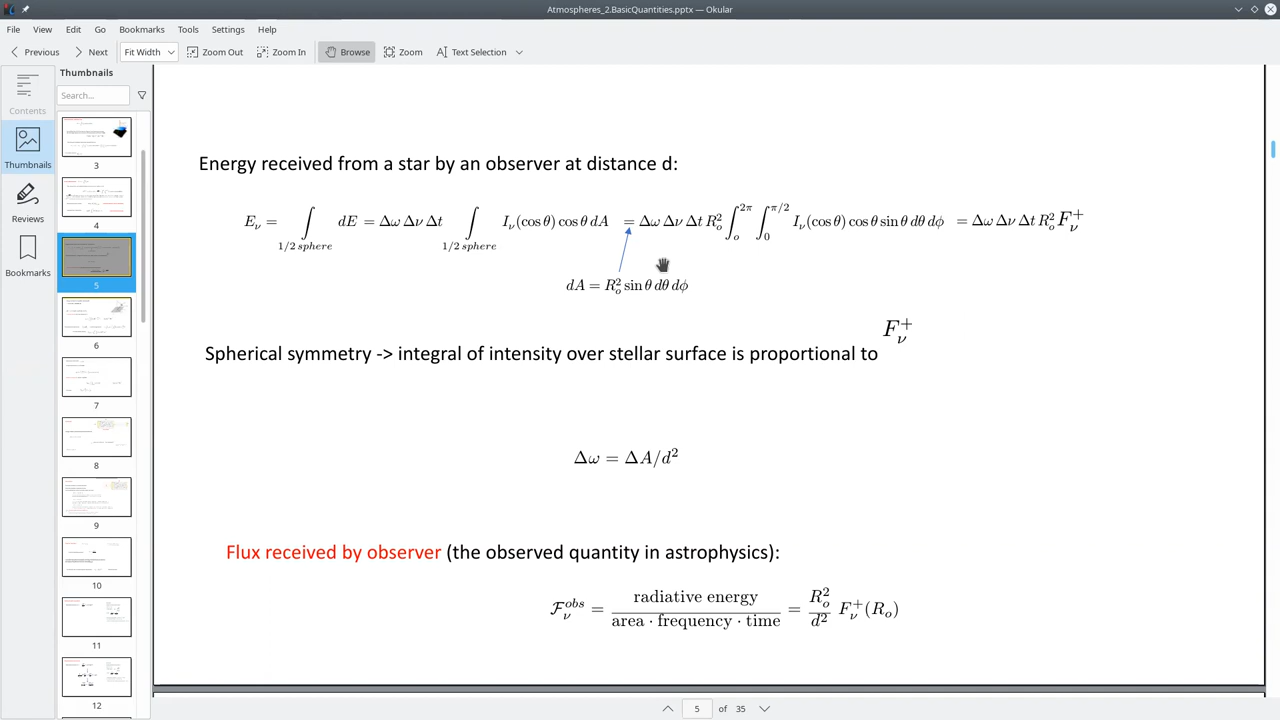 Atmospheres_2.BasicQuantities.pptx — Okular
File View Edit Go Bookmarks Tools Settings Help
Previous Next Fit Width Zoom Out Zoom In Browse Zoom Text Selection
Thumbnails
Search...
Contents
Thumbnails
Reviews
Bookmarks
3
4
5
6
7
8
9
10
11
12
Energy received from a star by an observer at distance d:
E_ν = ∫_{1/2 sphere} dE = Δω Δν Δt ∫_{1/2 sphere} I_ν(cos θ) cos θ dA = Δω Δν Δt R_o^2 ∫_o^{2π} ∫_0^{π/2} I_ν(cos θ) cos θ sin θ dθ dϕ = Δω Δν Δt R_o^2 F_ν^+
dA = R_o^2 sin θ dθ dϕ
Spherical symmetry -> integral of intensity over stellar surface is proportional to F_ν^+
Δω = ΔA/d^2
Flux received by observer (the observed quantity in astrophysics):
ℱ_ν^{obs} = radiative energy / area · frequency · time = R_o^2 / d^2 F_ν^+(R_o)
5 of 35